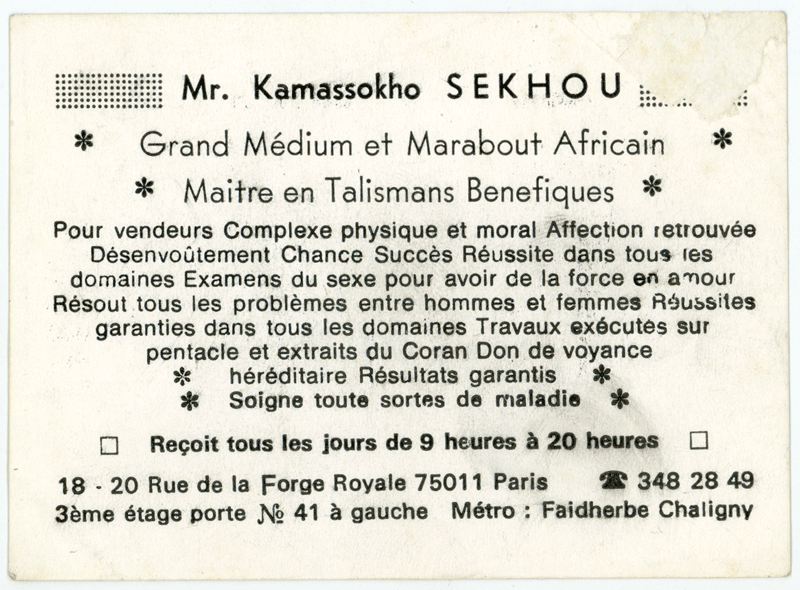 Mr. Kamassokho SEKHOU
* Grand Médium et Marabout Africain *
* Maitre en Talismans Benefiques *
Pour vendeurs Complexe physique et moral Affection retrouvée
Désenvoûtement Chance Succès Réussite dans tous les
domaines Examens du sexe pour avoir de la force en amour
Résout tous les problèmes entre hommes et femmes Réussites
garanties dans tous les domaines Travaux exécutés sur
pentacle et extraits du Coran Don de voyance
* héréditaire Résultats garantis *
* Soigne toute sortes de maladie *
□ Reçoit tous les jours de 9 heures à 20 heures □
18 - 20 Rue de la Forge Royale 75011 Paris ☎ 348 28 49
3ème étage porte № 41 à gauche Métro : Faidherbe Chaligny